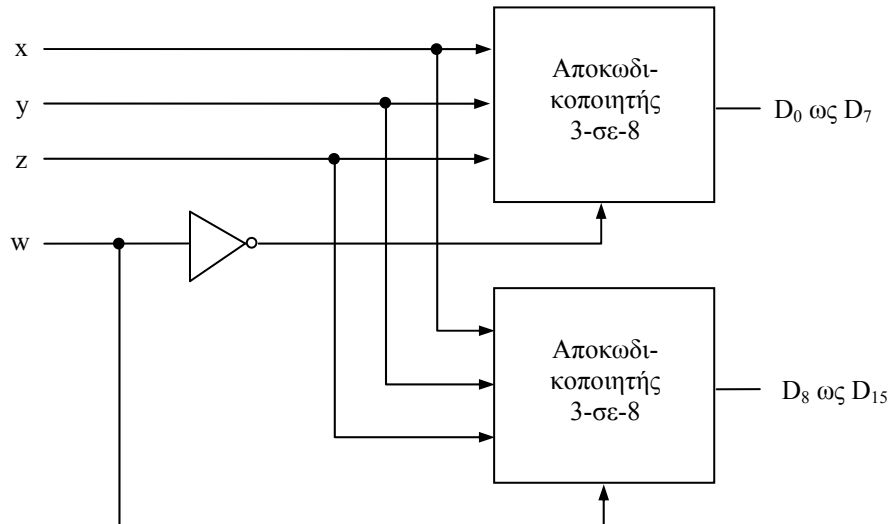 x
y
z
w
Αποκωδι-
κοποιητής
3-σε-8
D₀ ως D₇
Αποκωδι-
κοποιητής
3-σε-8
D₈ ως D₁₅